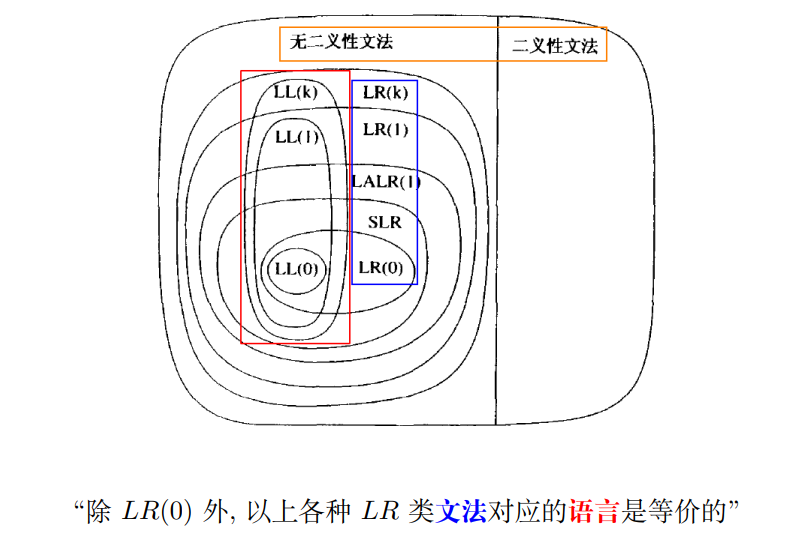 无二义性文法 二义性文法
LL(k) LR(k)
LL(1) LR(1)
LALR(1)
SLR
LL(0) LR(0)
“除 LR(0) 外, 以上各种 LR 类文法对应的语言是等价的”